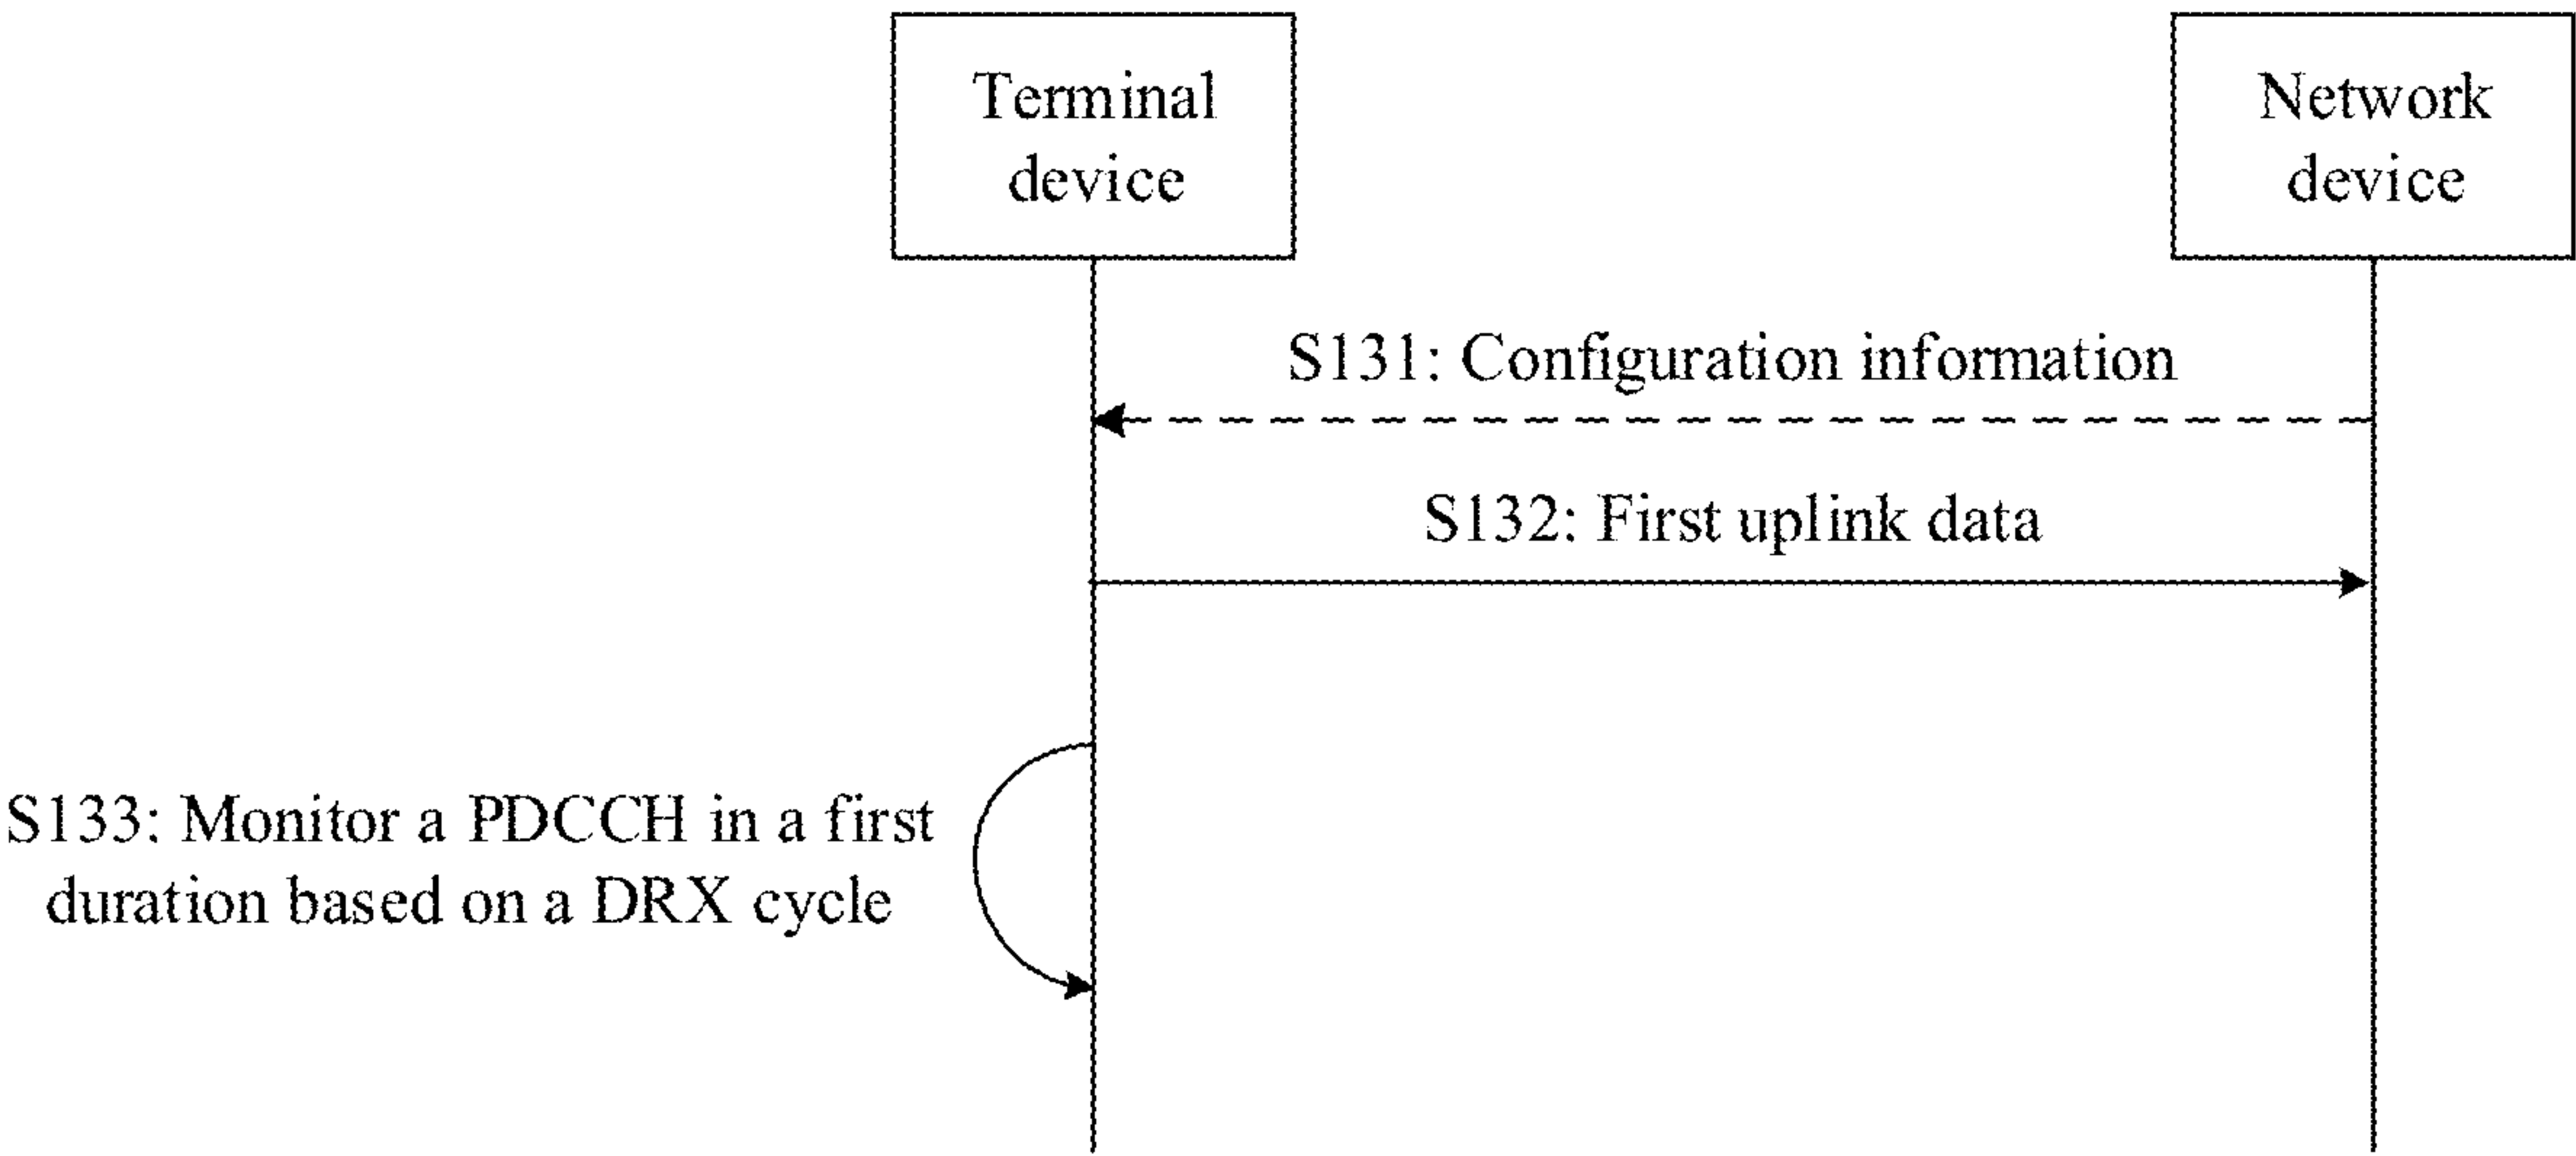 Terminal
device
Network
device
S131: Configuration information
S132: First uplink data
S133: Monitor a PDCCH in a first
duration based on a DRX cycle